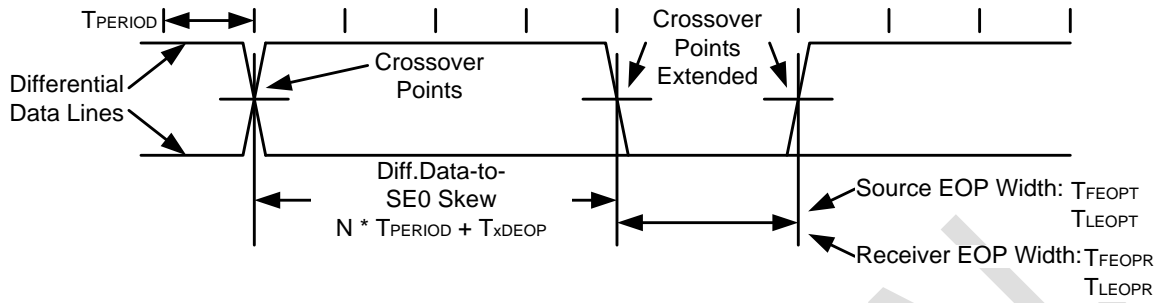 TPERIOD
Differential
Data Lines
Crossover
Points
Crossover
Points
Extended
Diff.Data-to-
SE0 Skew
N * TPERIOD + TxDEOP
Source EOP Width: TFEOPT
TLEOPT
Receiver EOP Width: TFEOPR
TLEOPR